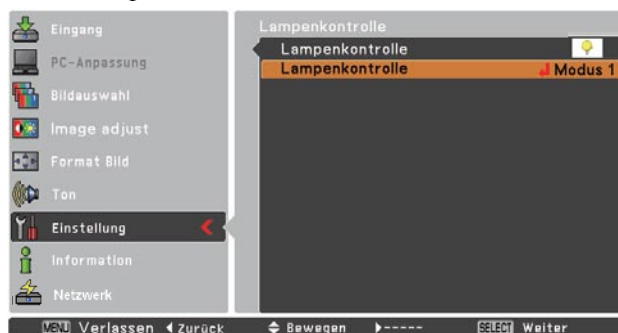 Eingang
PC-Anpassung
Bildauswahl
Image adjust
Format Bild
Ton
Einstellung
Information
Netzwerk
Lampenkontrolle
Lampenkontrolle
Lampenkontrolle Modus 1
MENU Verlassen Zurück Bewegen ----- SELECT Weiter